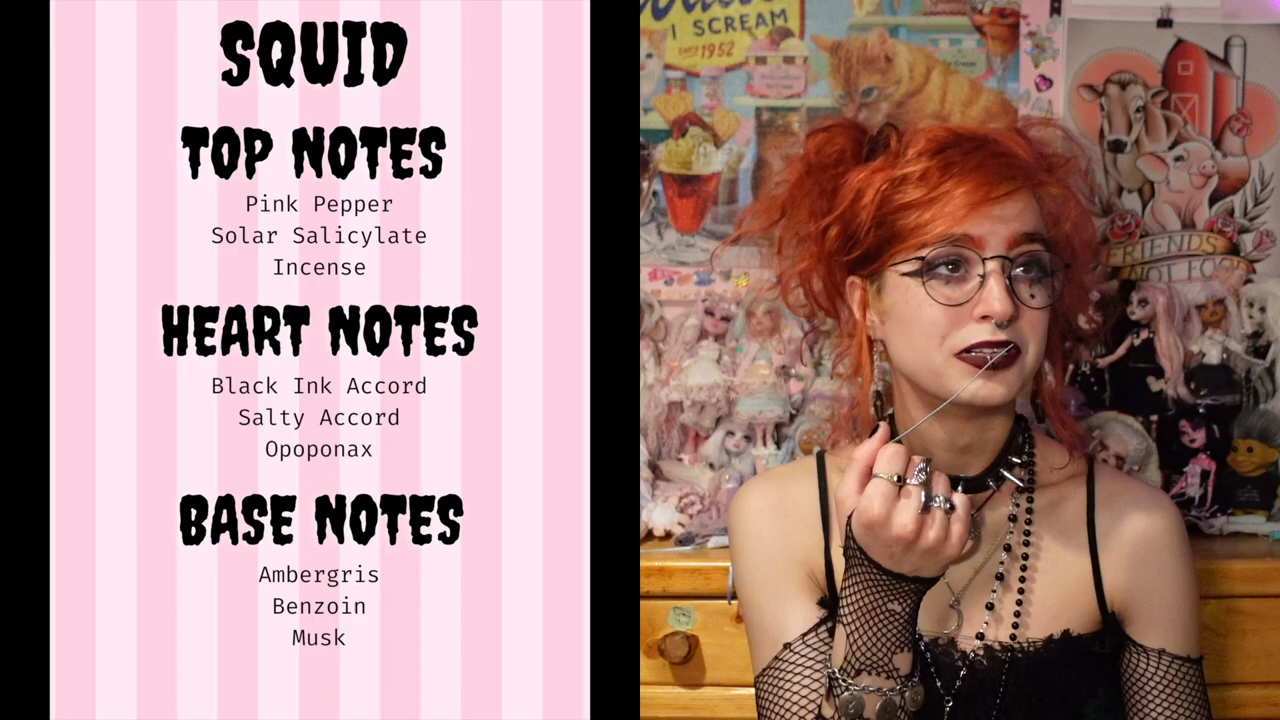 SQUID
TOP NOTES
Pink Pepper
Solar Salicylate
Incense
HEART NOTES
Black Ink Accord
Salty Accord
Opoponax
BASE NOTES
Ambergris
Benzoin
Musk
I SCREAM
SINCE 1952
FRIENDS
NOT FOOD